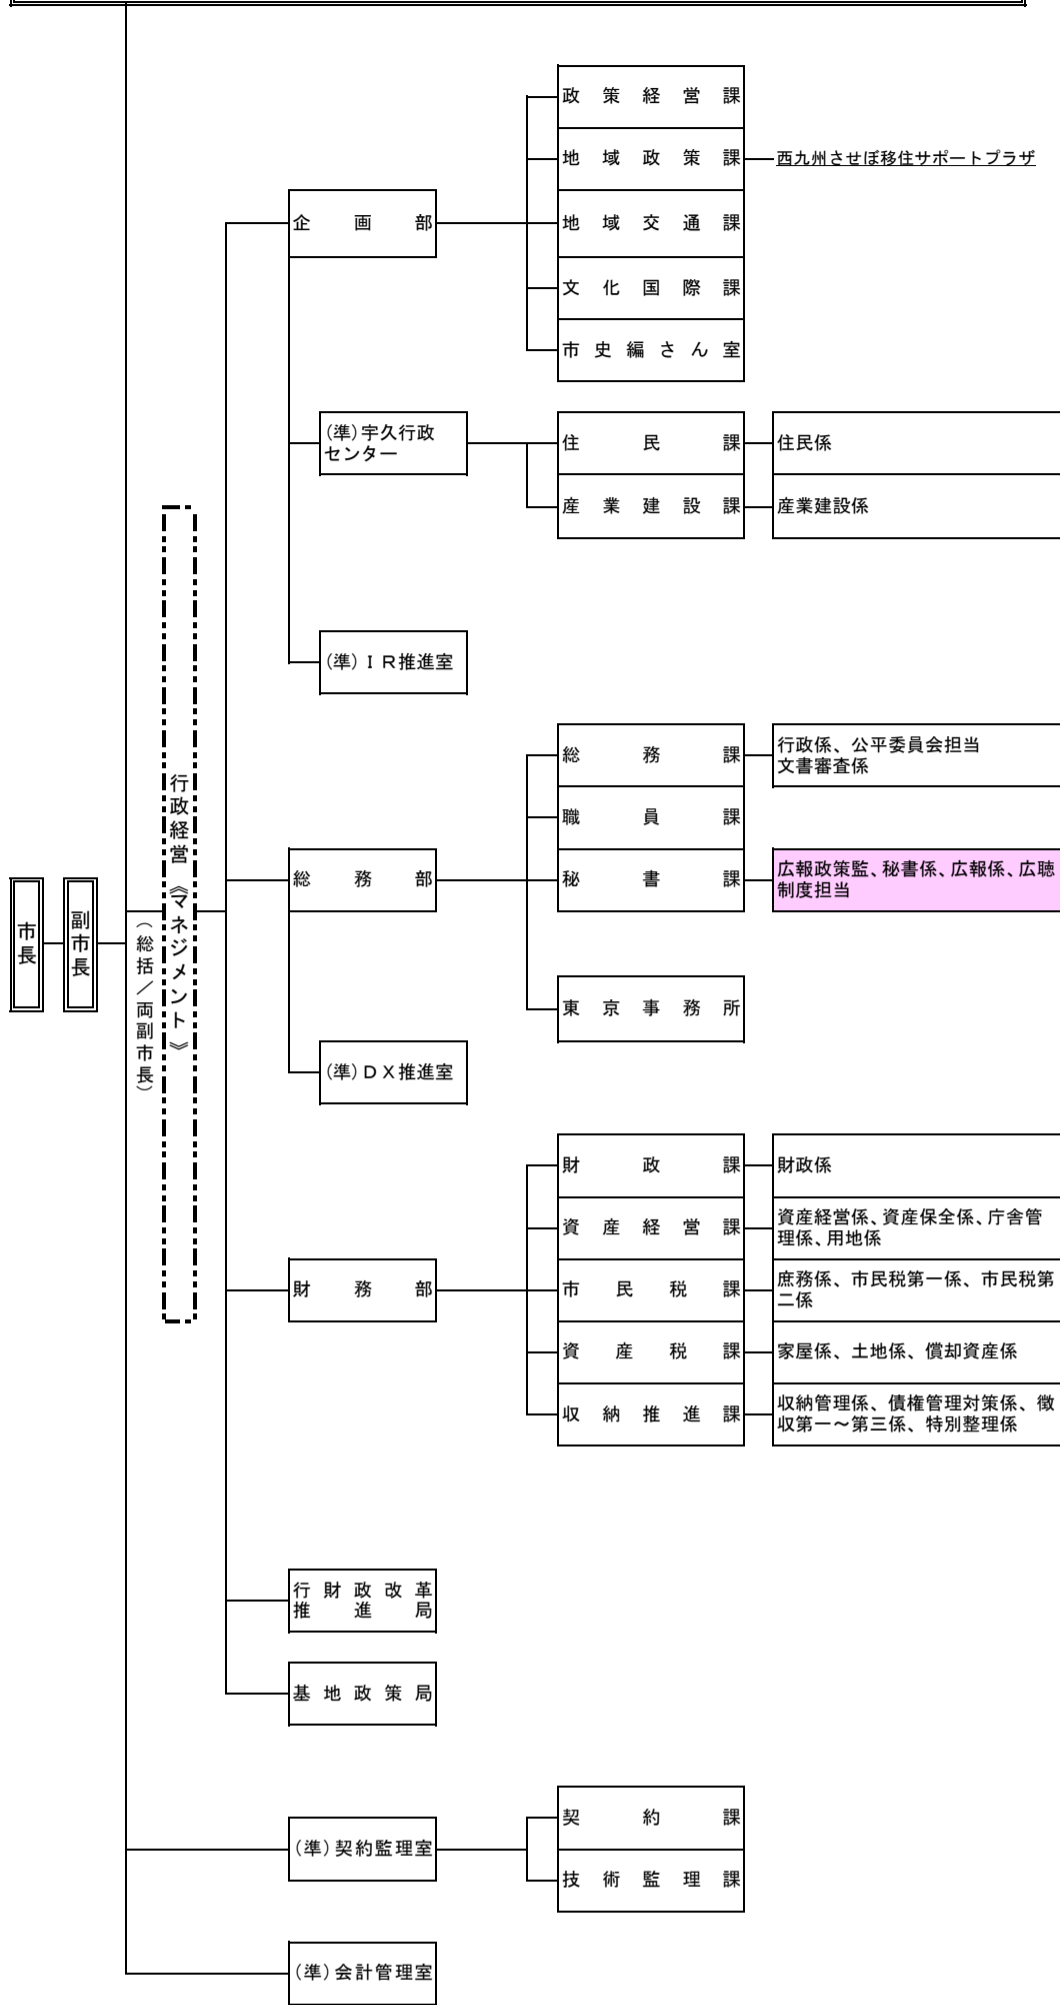 市長
副市長
（総括／両副市長）
行政経営《マネジメント》
企画部
政策経営課
地域政策課
西九州させぼ移住サポートプラザ
地域交通課
文化国際課
市史編さん室
(準)宇久行政
センター
住民課
住民係
産業建設課
産業建設係
(準)ＩＲ推進室
総務部
総務課
行政係、公平委員会担当
文書審査係
職員課
秘書課
広報政策監、秘書係、広報係、広聴
制度担当
東京事務所
(準)ＤＸ推進室
財務部
財政課
財政係
資産経営課
資産経営係、資産保全係、庁舎管
理係、用地係
市民税課
庶務係、市民税第一係、市民税第
二係
資産税課
家屋係、土地係、償却資産係
収納推進課
収納管理係、債権管理対策係、徴
収第一～第三係、特別整理係
行財政改革
推進局
基地政策局
(準)契約監理室
契約課
技術監理課
(準)会計管理室